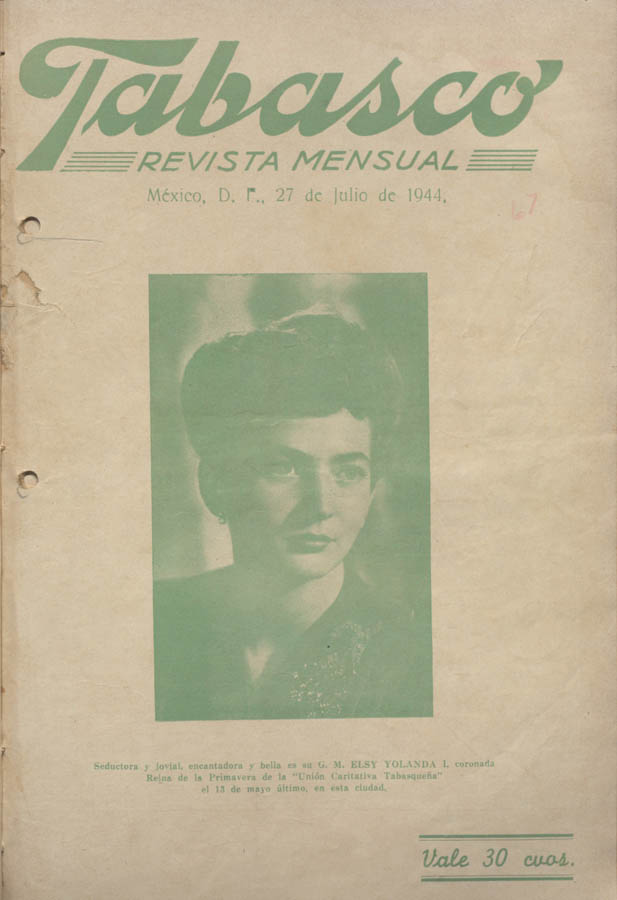 Tabasco
REVISTA MENSUAL
México, D. F., 27 de Julio de 1944.
67
Seductora y jovial, encantadora y bella es su G. M. ELSY YOLANDA I, coronada
Reina de la Primavera de la "Unión Caritativa Tabasqueña"
el 13 de mayo último, en esta ciudad.
Vale 30 cvos.